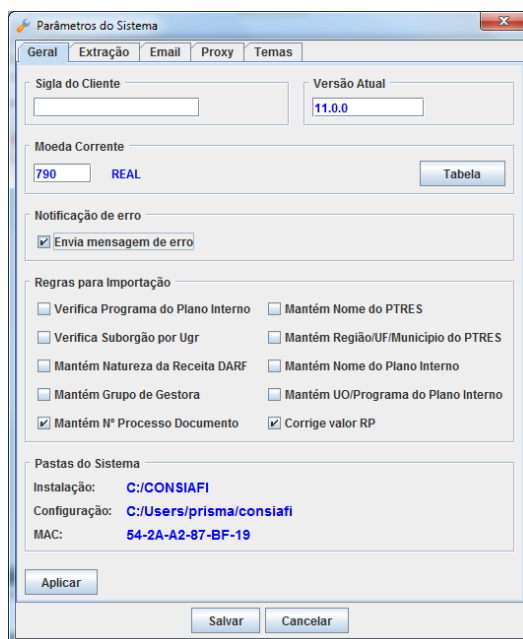 Parâmetros do Sistema
Geral Extração Email Proxy Temas
Sigla do Cliente Versão Atual
11.0.0
Moeda Corrente
790 REAL Tabela
Notificação de erro
Envia mensagem de erro
Regras para Importação
Verifica Programa do Plano Interno Mantém Nome do PTRES
Verifica Suborgão por Ugr Mantém Região/UF/Município do PTRES
Mantém Natureza da Receita DARF Mantém Nome do Plano Interno
Mantém Grupo de Gestora Mantém UO/Programa do Plano Interno
Mantém Nº Processo Documento Corrige valor RP
Pastas do Sistema
Instalação: C:/CONSIAFI
Configuração: C:/Users/prisma/consiafi
MAC: 54-2A-A2-87-BF-19
Aplicar
Salvar Cancelar